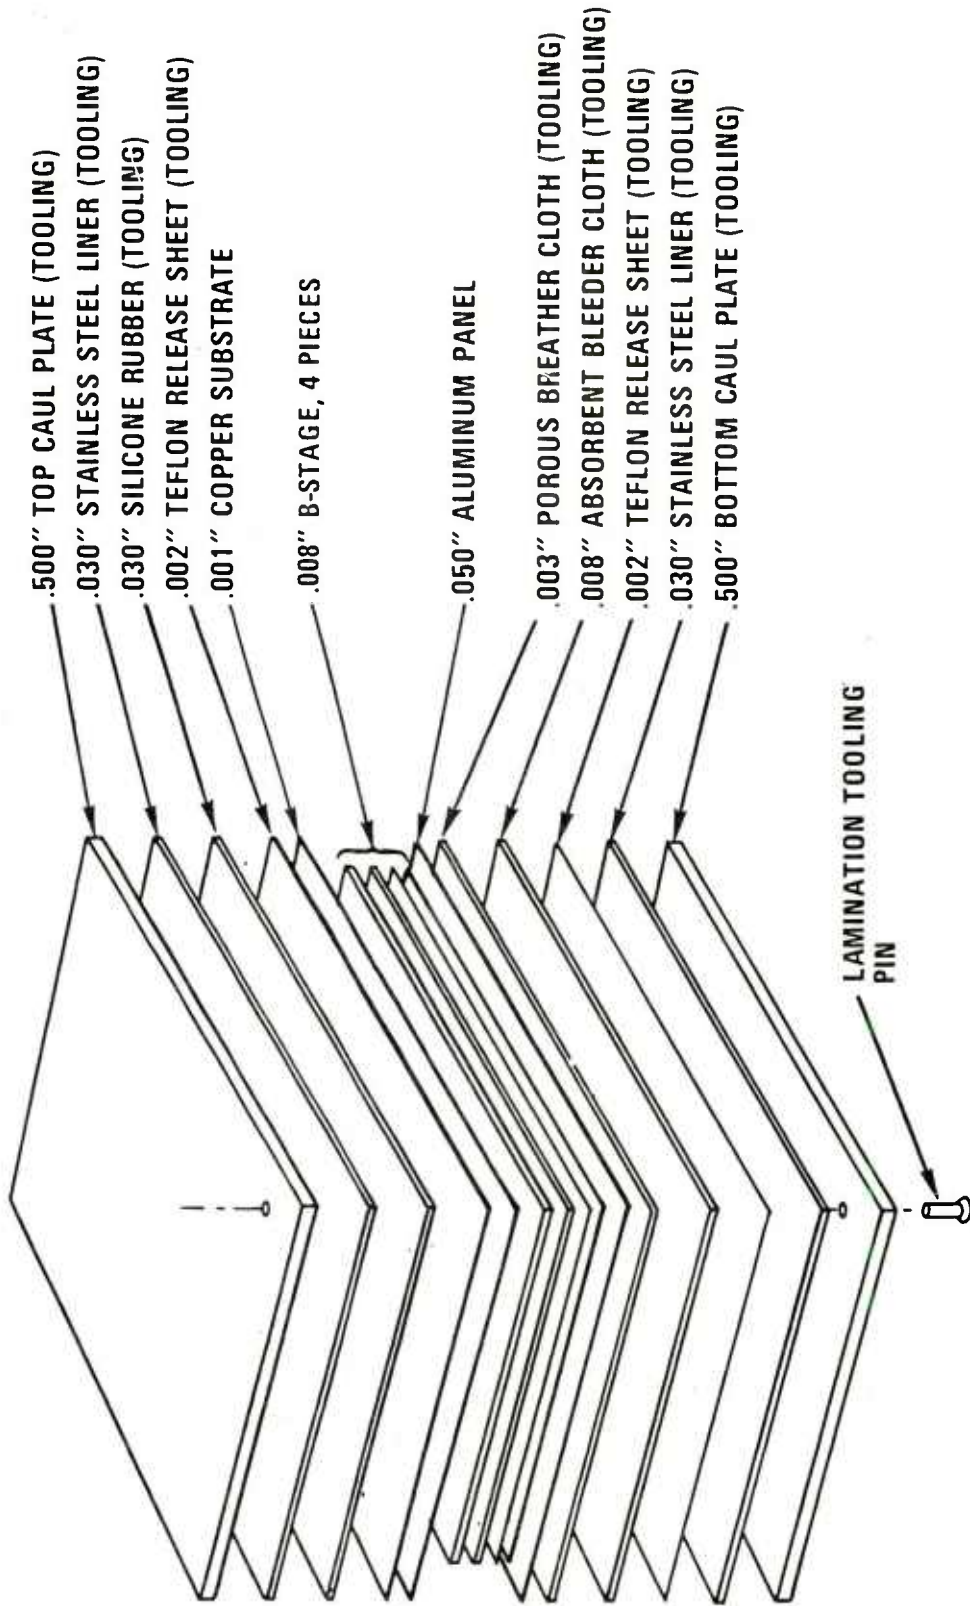 .500″ TOP CAUL PLATE (TOOLING)
.030″ STAINLESS STEEL LINER (TOOLING)
.030″ SILICONE RUBBER (TOOLING)
.002″ TEFLON RELEASE SHEET (TOOLING)
.001″ COPPER SUBSTRATE
.008″ B-STAGE, 4 PIECES
.050″ ALUMINUM PANEL
.003″ POROUS BREATHER CLOTH (TOOLING)
.008″ ABSORBENT BLEEDER CLOTH (TOOLING)
.002″ TEFLON RELEASE SHEET (TOOLING)
.030″ STAINLESS STEEL LINER (TOOLING)
.500″ BOTTOM CAUL PLATE (TOOLING)
LAMINATION TOOLING
PIN